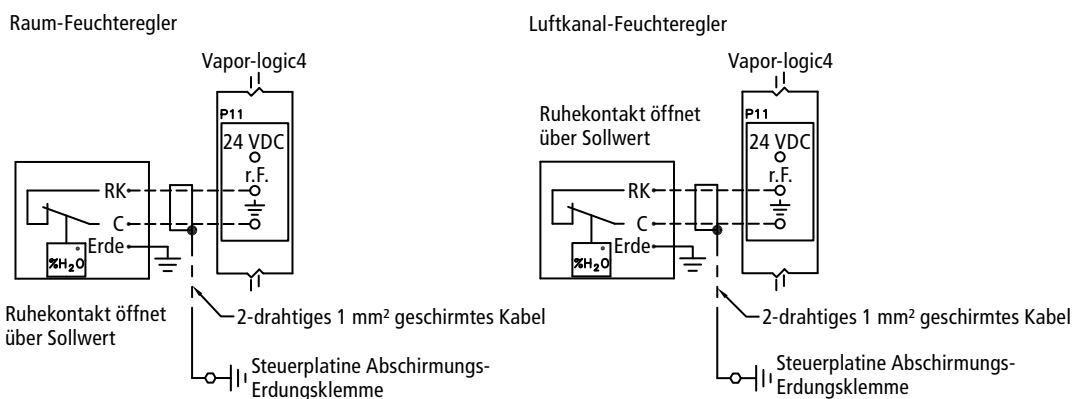 Raum-Feuchteregler
Vapor-logic4
P11
24 VDC
r.F.
RK
C
Erde
%H₂O
Ruhekontakt öffnet
über Sollwert
2-drahtiges 1 mm² geschirmtes Kabel
Steuerplatine Abschirmungs-
Erdungsklemme
Luftkanal-Feuchteregler
Vapor-logic4
Ruhekontakt öffnet
über Sollwert
P11
24 VDC
r.F.
RK
C
Erde
%H₂O
2-drahtiges 1 mm² geschirmtes Kabel
Steuerplatine Abschirmungs-
Erdungsklemme